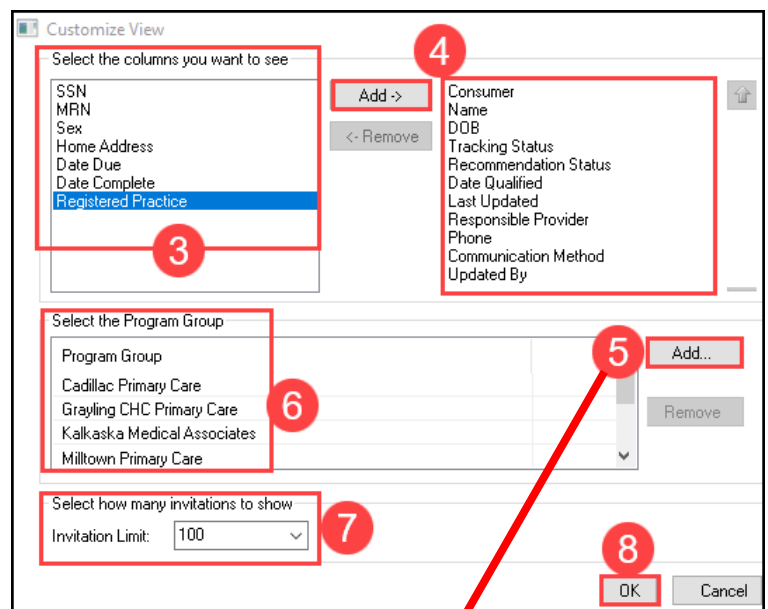 Customize View
Select the columns you want to see
4
SSN
MRN
Sex
Home Address
Date Due
Date Complete
Registered Practice
3
Add ->
<- Remove
Consumer
Name
DOB
Tracking Status
Recommendation Status
Date Qualified
Last Updated
Responsible Provider
Phone
Communication Method
Updated By
Select the Program Group
Program Group
Cadillac Primary Care
Grayling CHC Primary Care
Kalkaska Medical Associates
Milltown Primary Care
6
5
Add...
Remove
Select how many invitations to show
Invitation Limit: 100
7
8
OK Cancel